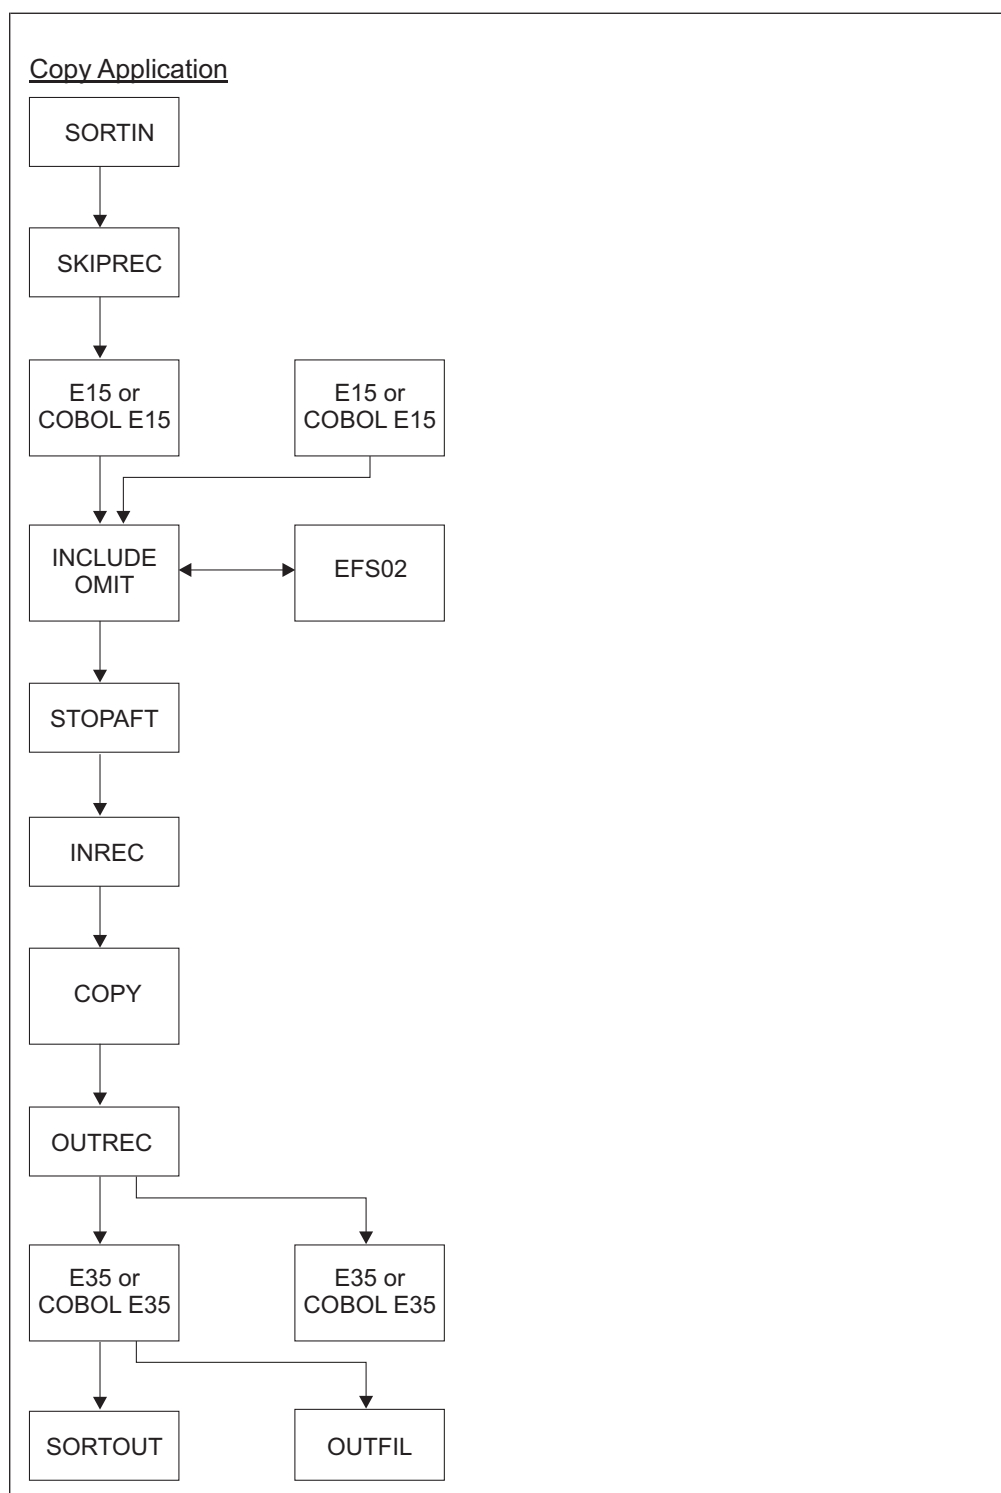 Copy Application
SORTIN
SKIPREC
E15 or
COBOL E15
E15 or
COBOL E15
INCLUDE
OMIT
EFS02
STOPAFT
INREC
COPY
OUTREC
E35 or
COBOL E35
E35 or
COBOL E35
SORTOUT
OUTFIL